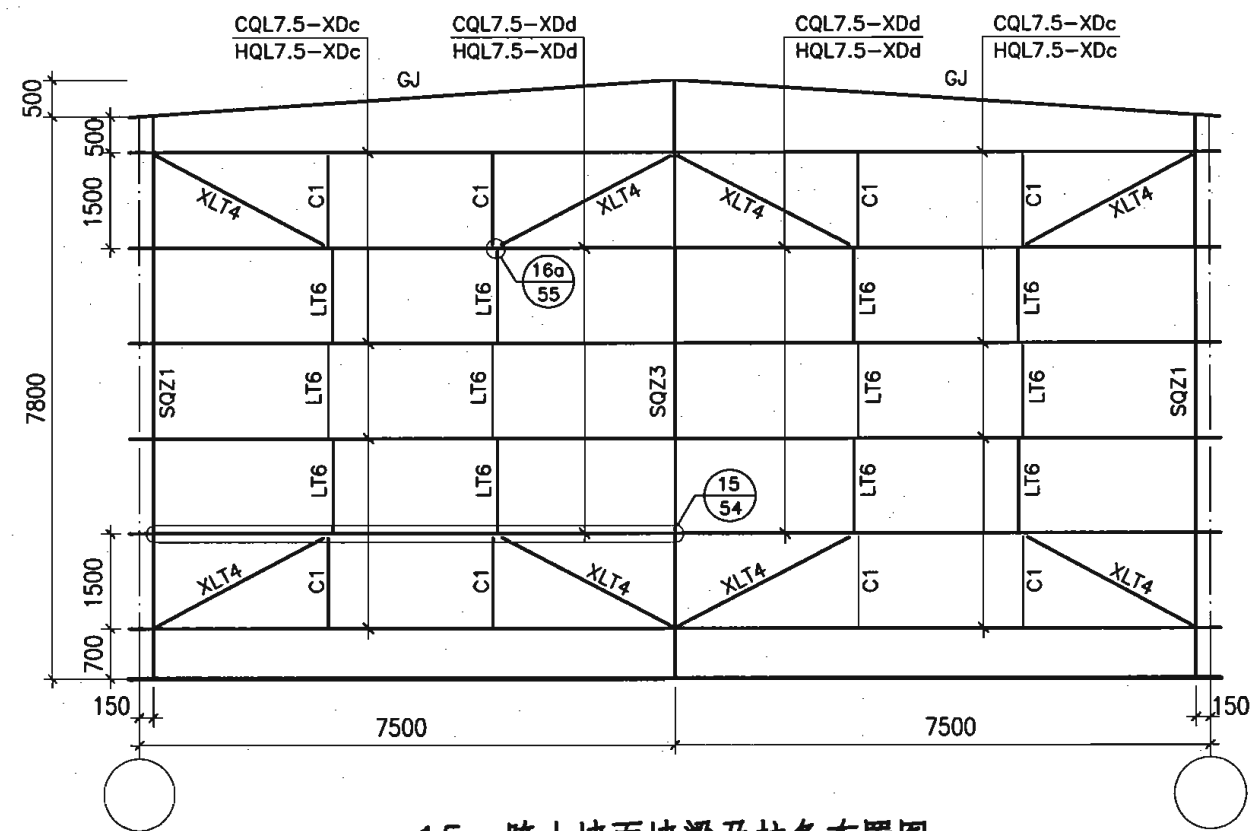 CQL7.5-XDc
HQL7.5-XDc
CQL7.5-XDd
HQL7.5-XDd
CQL7.5-XDd
HQL7.5-XDd
CQL7.5-XDc
HQL7.5-XDc
GJ
GJ
500
500
1500
XLT4
C1
C1
XLT4
XLT4
C1
C1
XLT4
16a
55
LT6
LT6
LT6
LT6
7800
SQZ1
LT6
LT6
SQZ3
LT6
LT6
SQZ1
LT6
LT6
LT6
LT6
15
54
1500
XLT4
C1
C1
XLT4
XLT4
C1
C1
XLT4
700
150
7500
7500
150